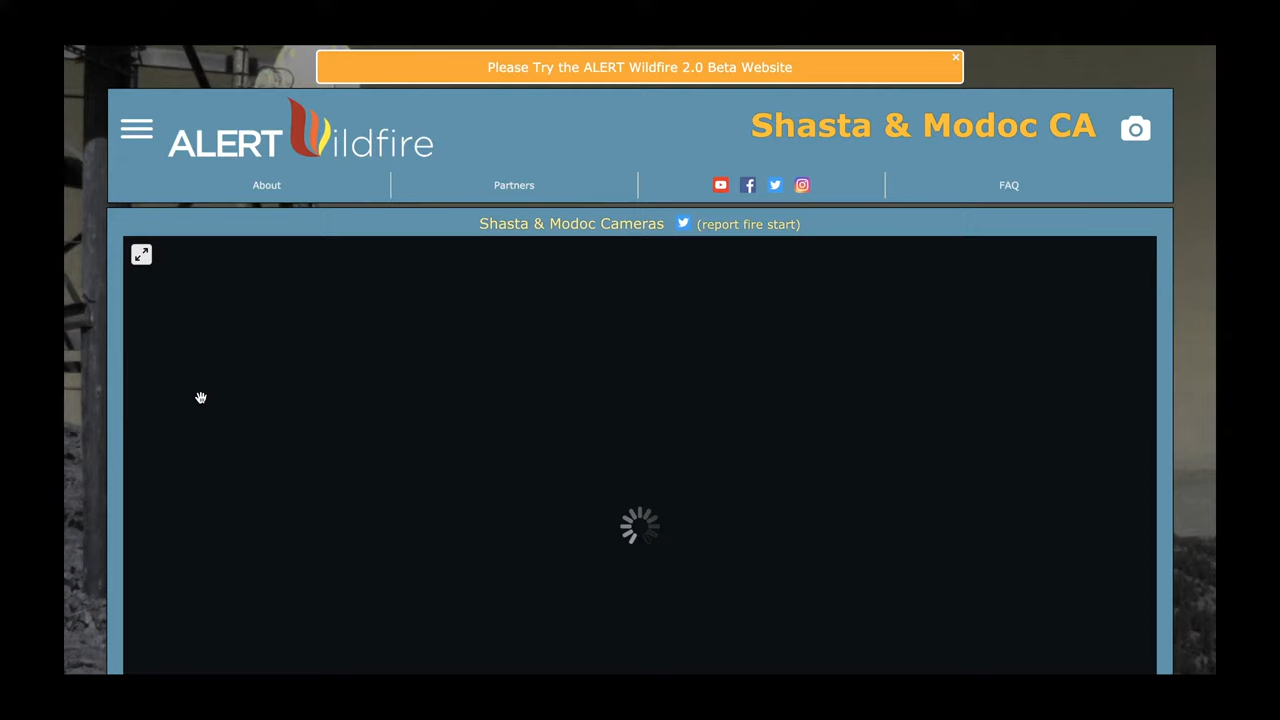 Please Try the ALERT Wildfire 2.0 Beta Website
ALERT Wildfire
Shasta & Modoc CA
About
Partners
FAQ
Shasta & Modoc Cameras (report fire start)